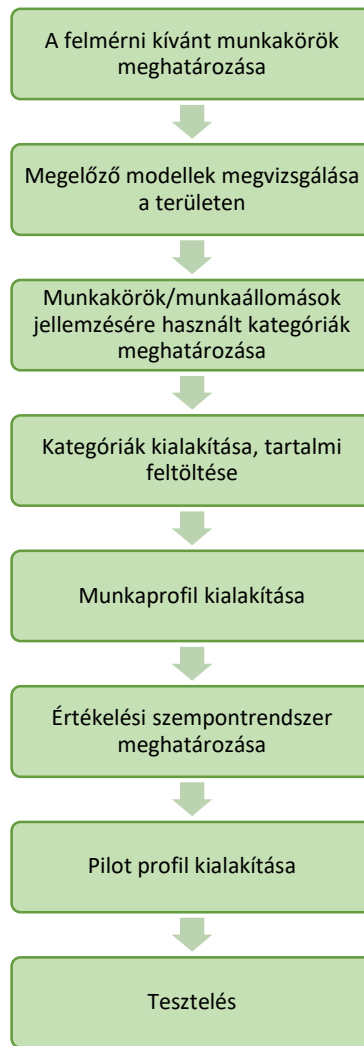 A felmérni kívánt munkakörök
meghatározása
Megelőző modellek megvizsgálása
a területen
Munkakörök/munkaállomások
jellemzésére használt kategóriák
meghatározása
Kategóriák kialakítása, tartalmi
feltöltése
Munkaprofil kialakítása
Értékelési szempontrendszer
meghatározása
Pilot profil kialakítása
Tesztelés